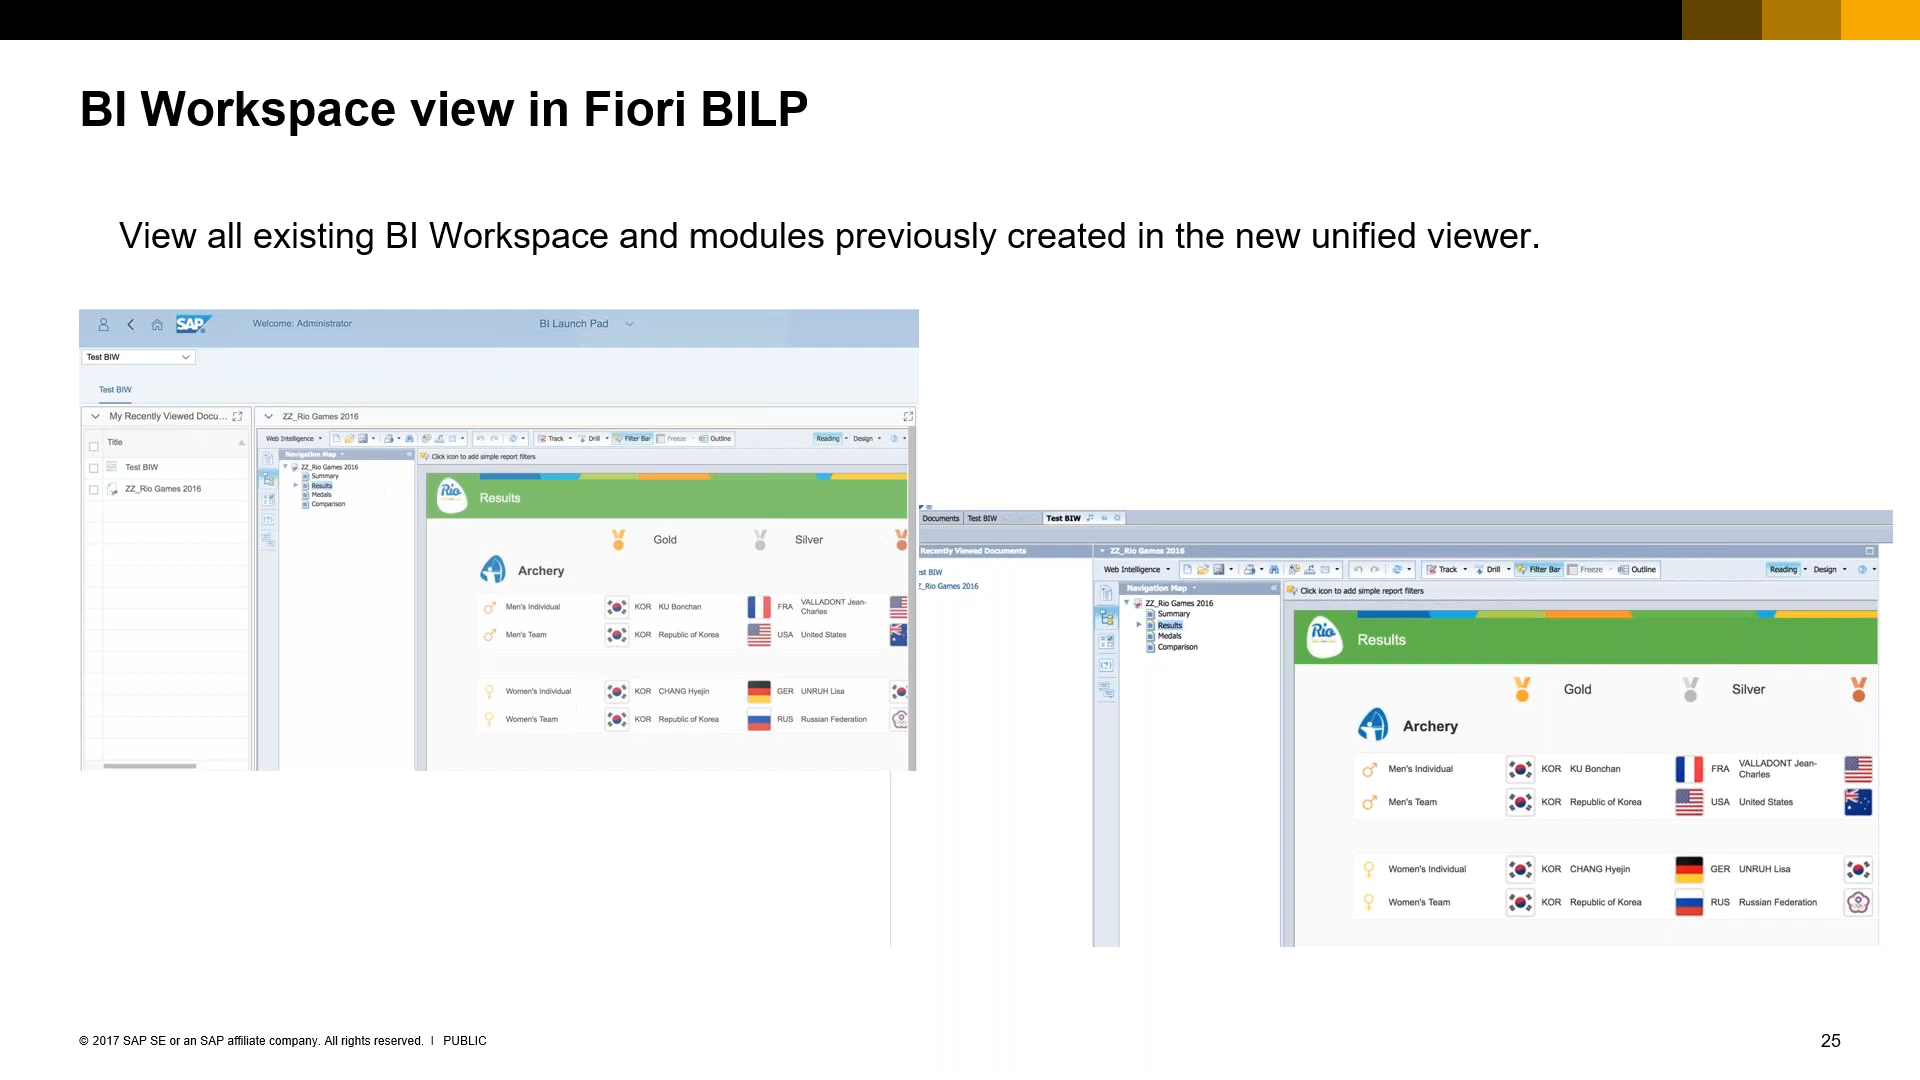 BI Workspace view in Fiori BILP
View all existing BI Workspace and modules previously created in the new unified viewer.
SAP
Welcome: Administrator
BI Launch Pad
Test BIW
Test BIW
My Recently Viewed Docu...
Title
Test BIW
ZZ_Rio Games 2016
ZZ_Rio Games 2016
Web Intelligence
Track
Drill
Filter Bar
Freeze
Outline
Reading
Design
Navigation Map
Click icon to add simple report filters
ZZ_Rio Games 2016
Summary
Results
Medals
Comparison
Rio
Results
Gold
Silver
Archery
Men's Individual KOR KU Bonchan FRA VALLADONT Jean-
Charles
Men's Team KOR Republic of Korea USA United States
Women's Individual KOR CHANG Hyejin GER UNRUH Lisa
Women's Team KOR Republic of Korea RUS Russian Federation
Documents
Test BIW
Test BIW
Recently Viewed Documents
est BIW
Z_Rio Games 2016
ZZ_Rio Games 2016
Web Intelligence
Track
Drill
Filter Bar
Freeze
Outline
Reading
Design
Navigation Map
Click icon to add simple report filters
ZZ_Rio Games 2016
Summary
Results
Medals
Comparison
Rio
Results
Gold
Silver
Archery
Men's Individual KOR KU Bonchan FRA VALLADONT Jean-
Charles
Men's Team KOR Republic of Korea USA United States
Women's Individual KOR CHANG Hyejin GER UNRUH Lisa
Women's Team KOR Republic of Korea RUS Russian Federation
© 2017 SAP SE or an SAP affiliate company. All rights reserved. I PUBLIC
25